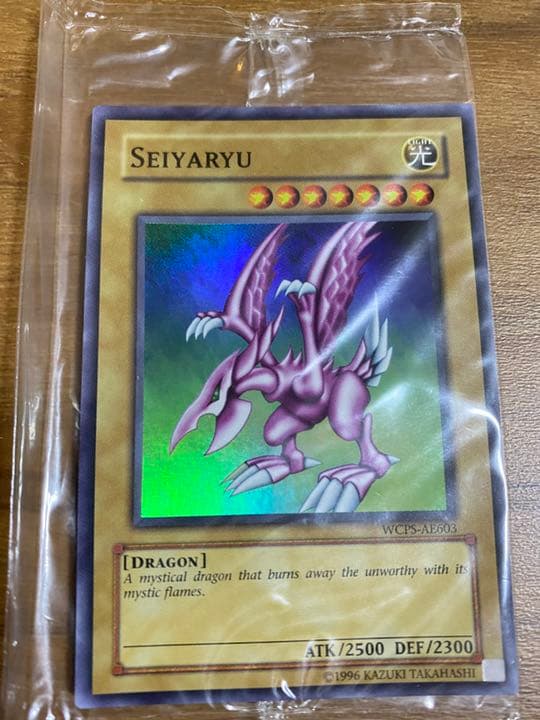 SEIYARYU
LIGHT
光
WCPS-AE603
[DRAGON]
A mystical dragon that burns away the unworthy with its
mystic flames.
ATK/2500 DEF/2300
©1996 KAZUKI TAKAHASHI